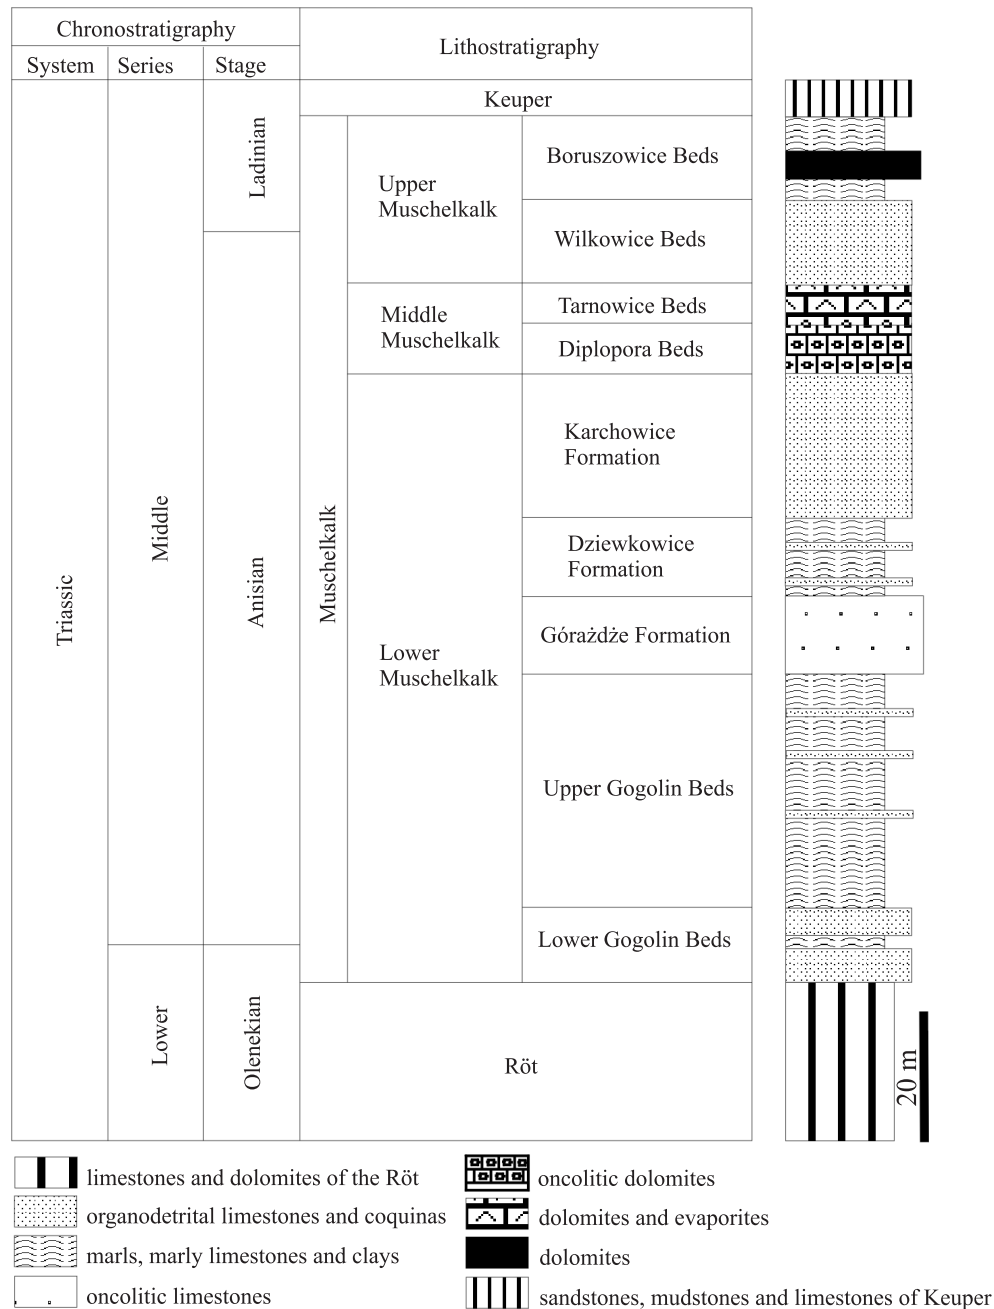 Chronostratigraphy
Lithostratigraphy
System
Series
Stage
Keuper
Ladinian
Boruszowice Beds
Upper
Muschelkalk
Wilkowice Beds
Tarnowice Beds
Middle
Muschelkalk
Diplopora Beds
Karchowice
Formation
Dziewkowice
Formation
Górażdże Formation
Lower
Muschelkalk
Upper Gogolin Beds
Lower Gogolin Beds
Muschelkalk
Middle
Anisian
Triassic
Lower
Olenekian
Röt
20 m
limestones and dolomites of the Röt
organodetrital limestones and coquinas
marls, marly limestones and clays
oncolitic limestones
oncolitic dolomites
dolomites and evaporites
dolomites
sandstones, mudstones and limestones of Keuper